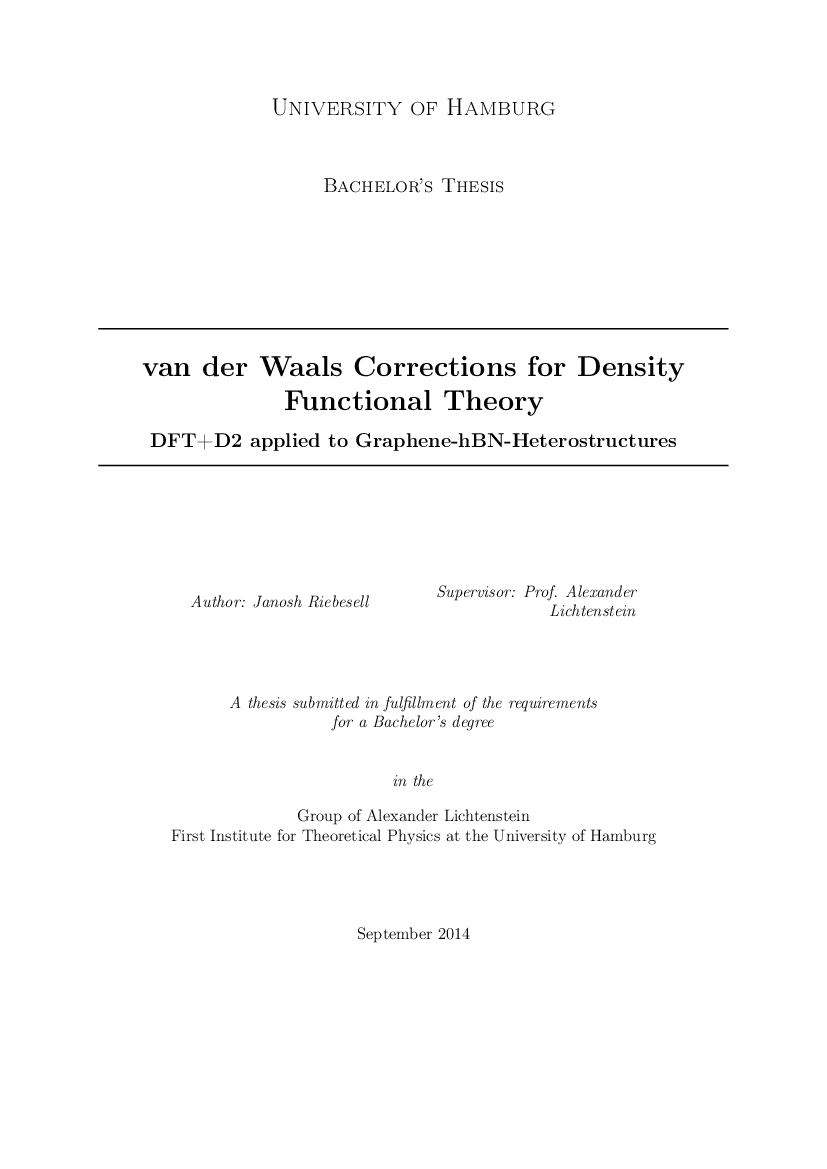 University of Hamburg
Bachelor's Thesis
van der Waals Corrections for Density
Functional Theory
DFT+D2 applied to Graphene-hBN-Heterostructures
Author: Janosh Riebesell
Supervisor: Prof. Alexander
Lichtenstein
A thesis submitted in fulfillment of the requirements
for a Bachelor's degree
in the
Group of Alexander Lichtenstein
First Institute for Theoretical Physics at the University of Hamburg
September 2014